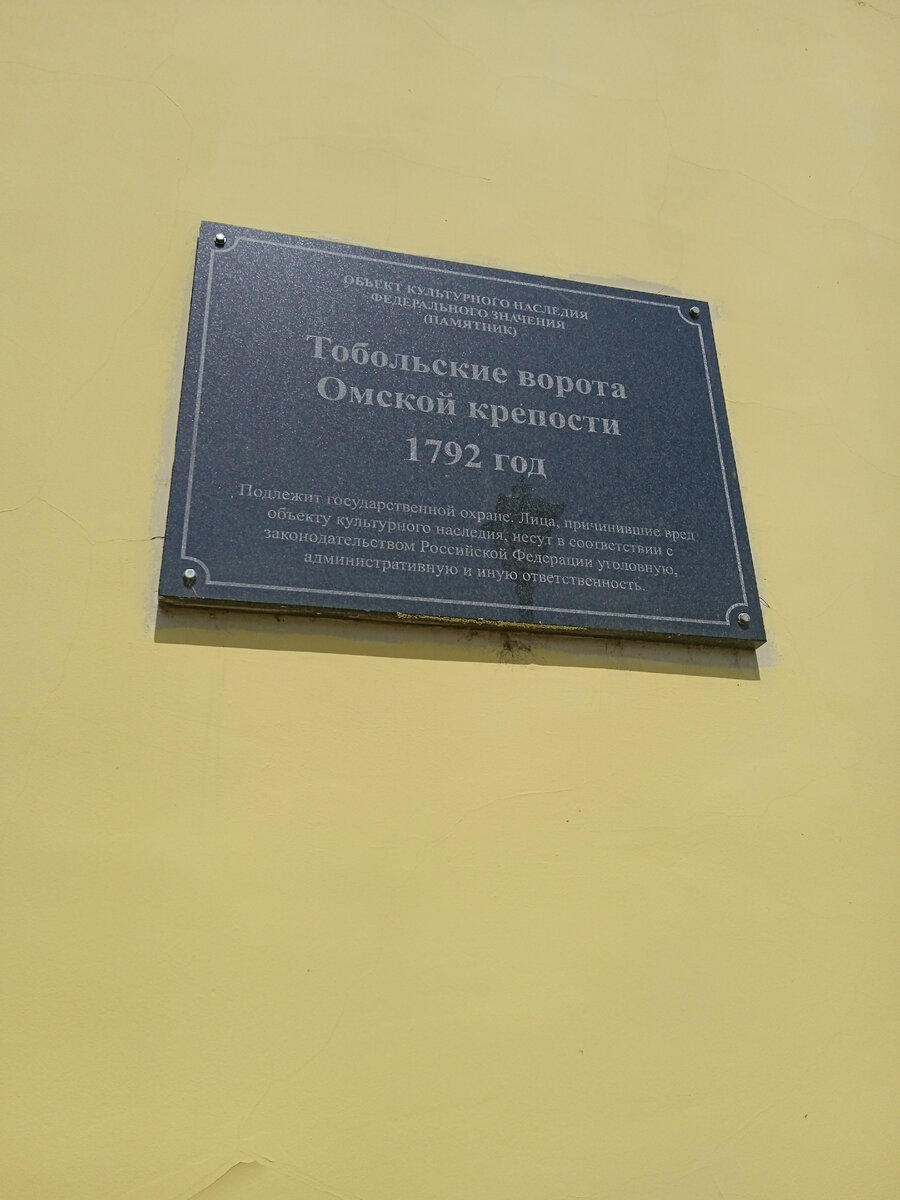 ОБЪЕКТ КУЛЬТУРНОГО НАСЛЕДИЯ
ФЕДЕРАЛЬНОГО ЗНАЧЕНИЯ
(ПАМЯТНИК)
Тобольские ворота
Омской крепости
1792 год
Подлежит государственной охране. Лица, причинившие вред
объекту культурного наследия, несут в соответствии с
законодательством Российской Федерации уголовную,
административную и иную ответственность.